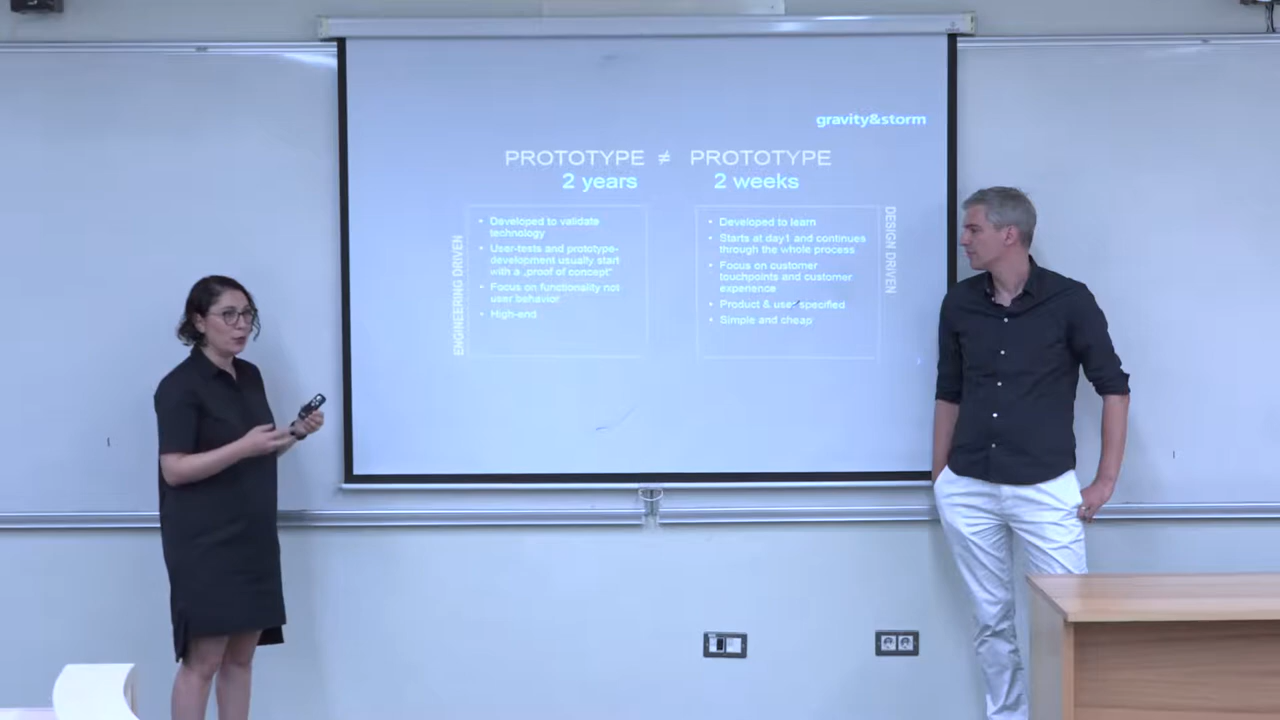 gravity&storm
PROTOTYPE ≠ PROTOTYPE
2 years
2 weeks
ENGINEERING DRIVEN
• Developed to validate
technology
• User-tests and prototype-
development usually start
with a „proof of concept“
• Focus on functionality not
user behavior
• High-end
• Developed to learn
• Starts at day1 and continues
through the whole process
• Focus on customer
touchpoints and customer
experience
• Product & user specified
• Simple and cheap
DESIGN DRIVEN